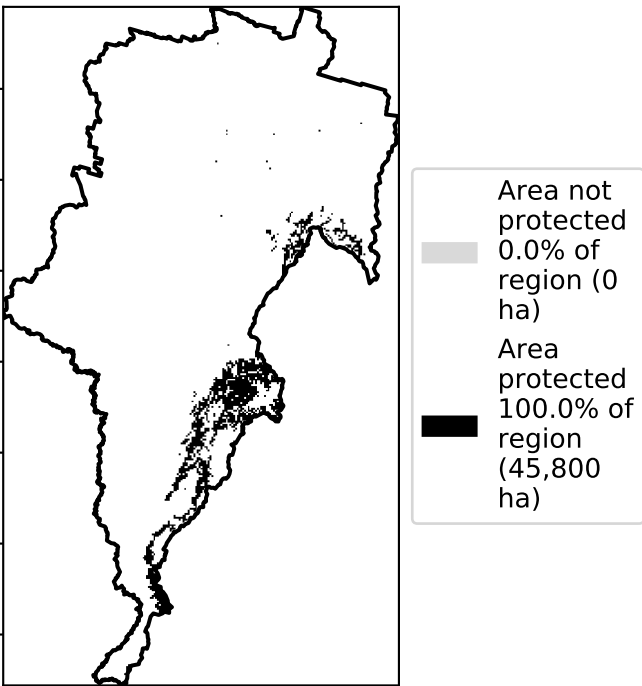 Area not
protected
0.0% of
region (0
ha)
Area
protected
100.0% of
region
(45,800
ha)